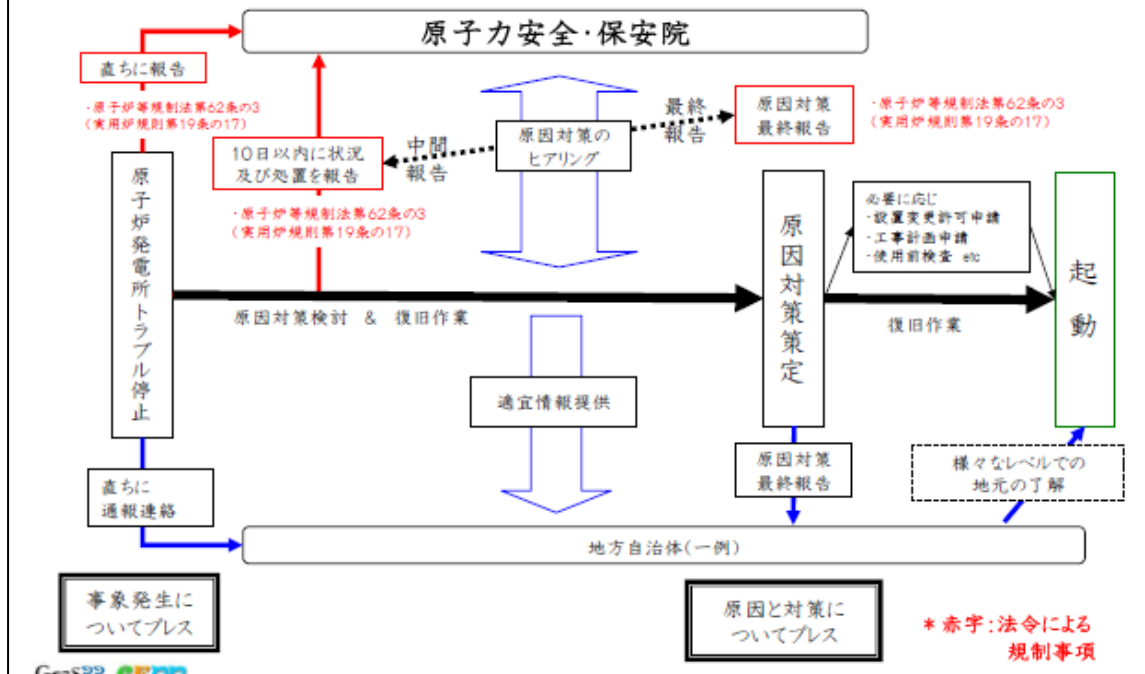 原子力安全・保安院
直ちに報告
・原子炉等規制法第62条の3
(実用炉規則第19条の17)
10日以内に状況
及び処置を報告
・原子炉等規制法第62条の3
(実用炉規則第19条の17)
中間
報告
原因対策の
ヒアリング
最終
報告
原因対策
最終報告
・原子炉等規制法第62条の3
(実用炉規則第19条の17)
原子炉発電所トラブル停止
原因対策検討 & 復旧作業
原因対策策定
必要に応じ
・設置変更許可申請
・工事計画申請
・使用前検査 etc
復旧作業
起動
適宜情報提供
直ちに
通報連絡
原因対策
最終報告
様々なレベルでの
地元の了解
地方自治体(一例)
事象発生に
ついてプレス
原因と対策に
ついてプレス
*赤字:法令による
規制事項